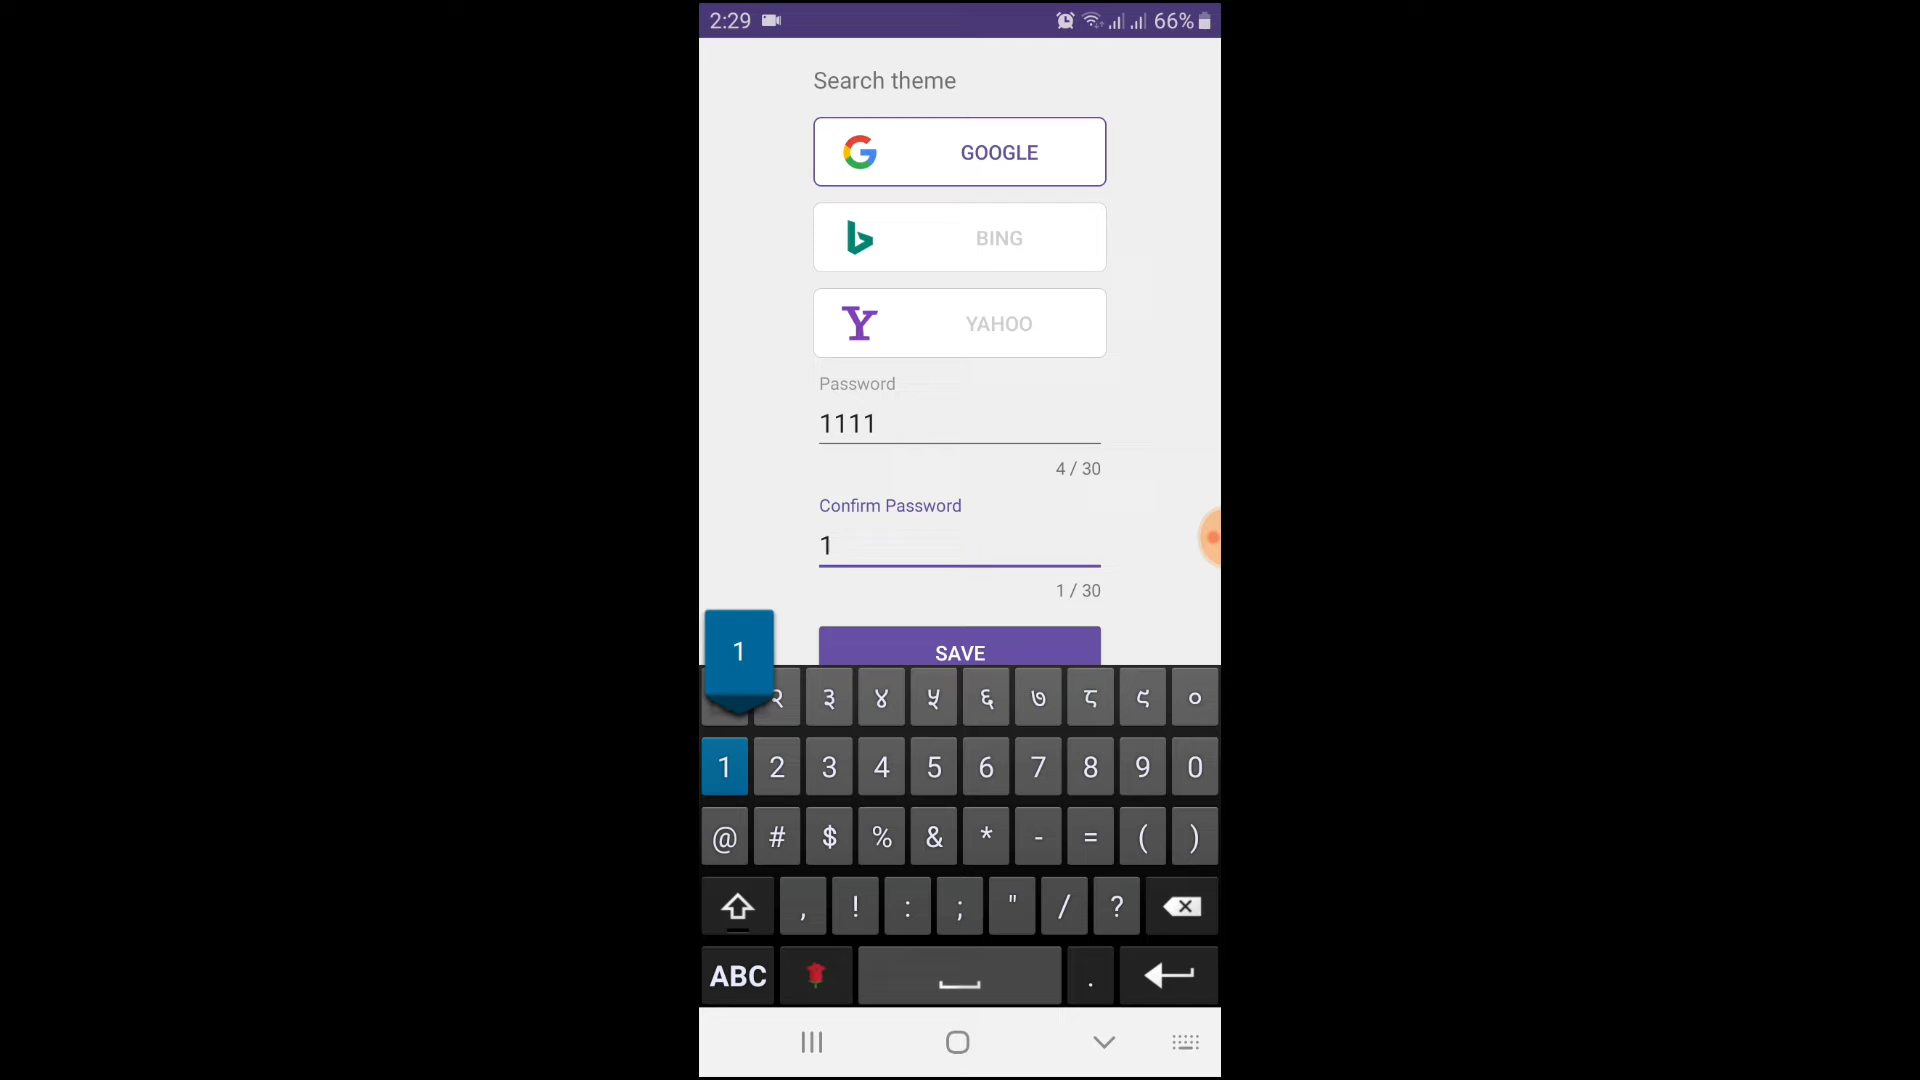 2:29 66%
Search theme
GOOGLE
BING
YAHOO
Password
1111
4 / 30
Confirm Password
1
1 / 30
SAVE
1
२ ३ ४ ५ ६ ७ ८ ९ ०
1 2 3 4 5 6 7 8 9 0
@ # $ % & * - = ( )
, ! : ; " / ?
ABC .